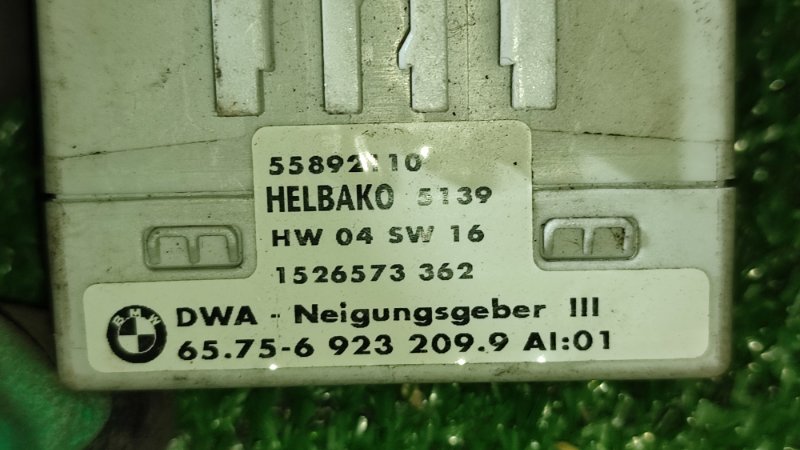 55892110
HELBAKO 5139
HW 04 SW 16
1526573 362
BMW DWA - Neigungsgeber III
65.75-6 923 209.9 AI:01